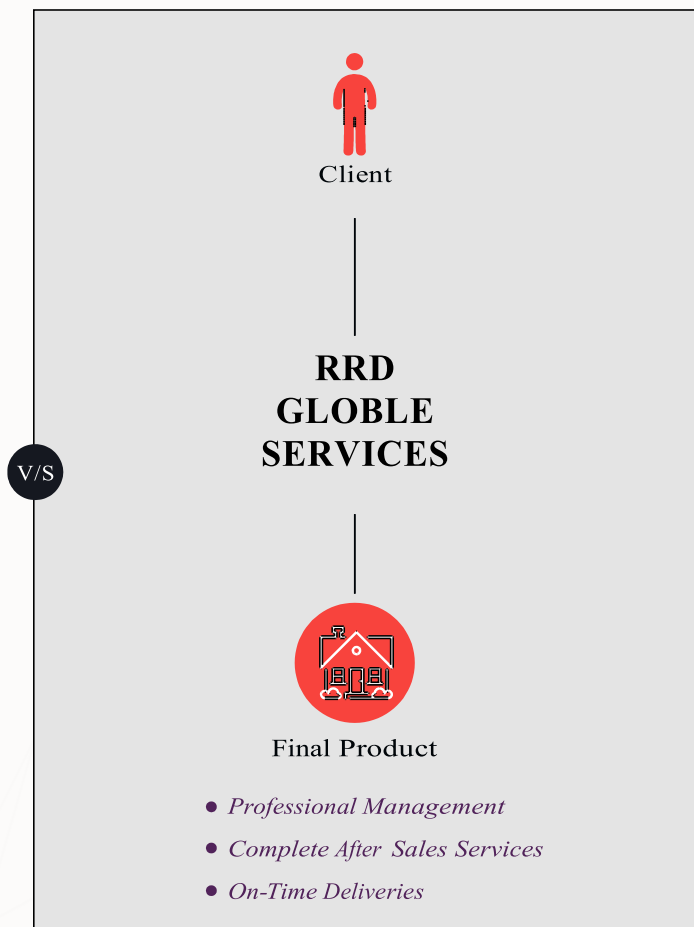 Client
RRD
GLOBLE
SERVICES
V/S
Final Product
Professional Management
Complete After Sales Services
On-Time Deliveries